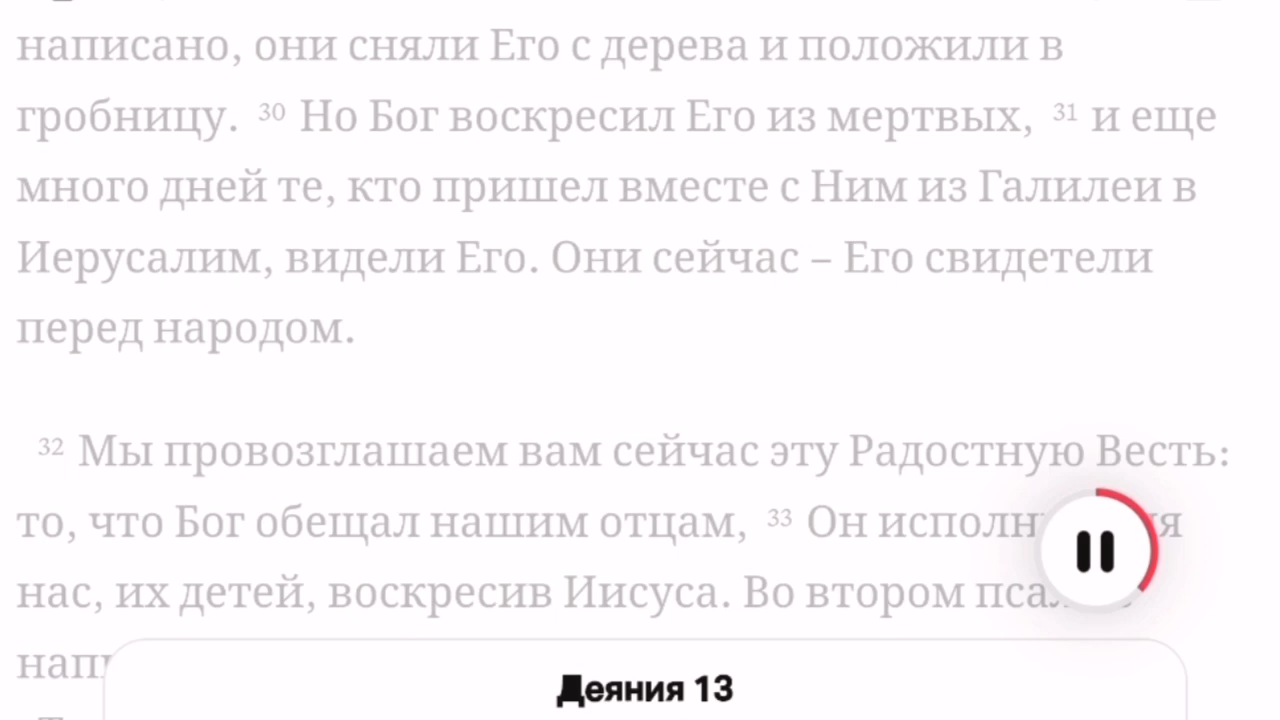 написано, они сняли Его с дерева и положили в
гробницу. 30 Но Бог воскресил Его из мертвых, 31 и еще
много дней те, кто пришел вместе с Ним из Галилеи в
Иерусалим, видели Его. Они сейчас – Его свидетели
перед народом.
32 Мы провозглашаем вам сейчас эту Радостную Весть:
то, что Бог обещал нашим отцам, 33 Он
нас, их детей, воскресив Иисуса. Во втором
Деяния 13